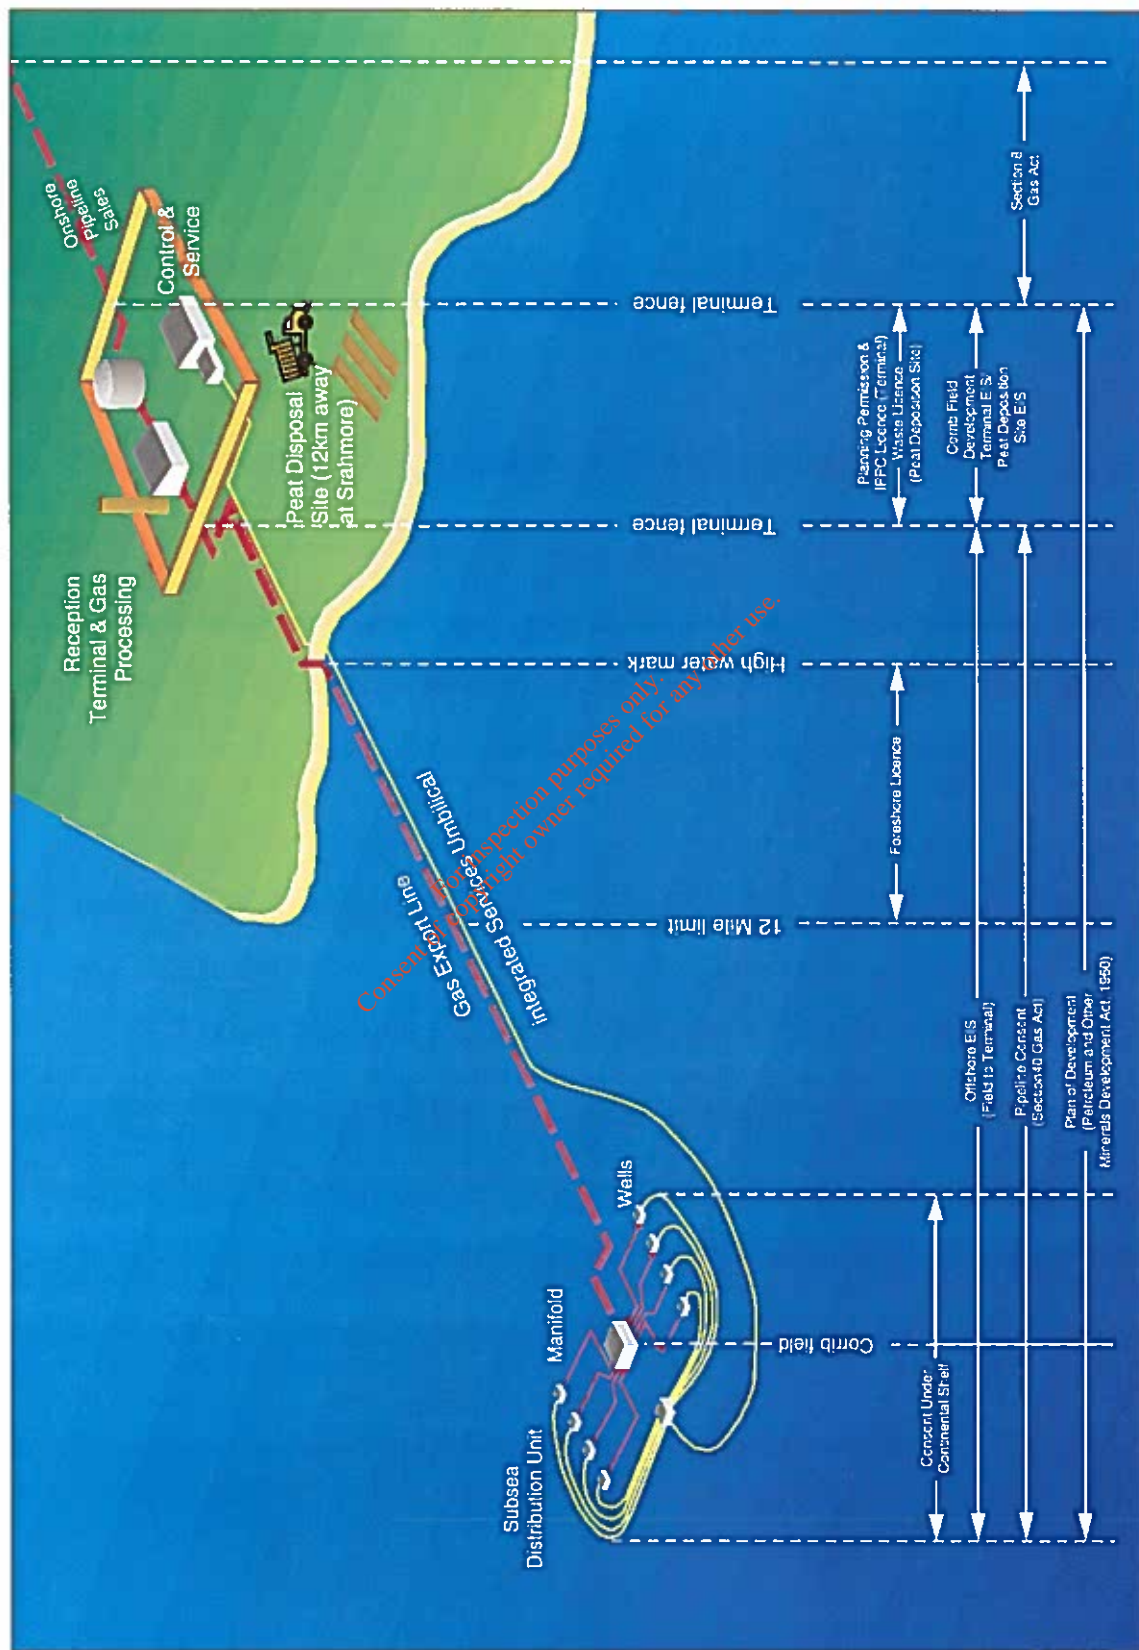 Onshore
Pipeline
Sales
Control &
Service
Reception
Terminal & Gas
Processing
Peat Disposal
Site (12km away
at Srahmore)
Gas Export Line
Integrated Services Umbilical
Wells
Manifold
Subsea
Distribution Unit
Corrib field
12 Mile limit
High water mark
Terminal fence
Terminal fence
Foreshore Licence
Planning Permission &
IPPC Licence (Terminal)
Waste Licence
(Peat Deposition Site)
Corrib Field
Development
Terminal EIS/
Peat Deposition
Site EIS
Section 8
Gas Act
Consent Under
Continental Shelf
Offshore EIS
(Field to Terminal)
Pipeline Consent
(Section 40 Gas Act)
Plan of Development
(Petroleum and Other
Minerals Development Act, 1960)
For inspection purposes only.
Consent of copyright owner required for any other use.